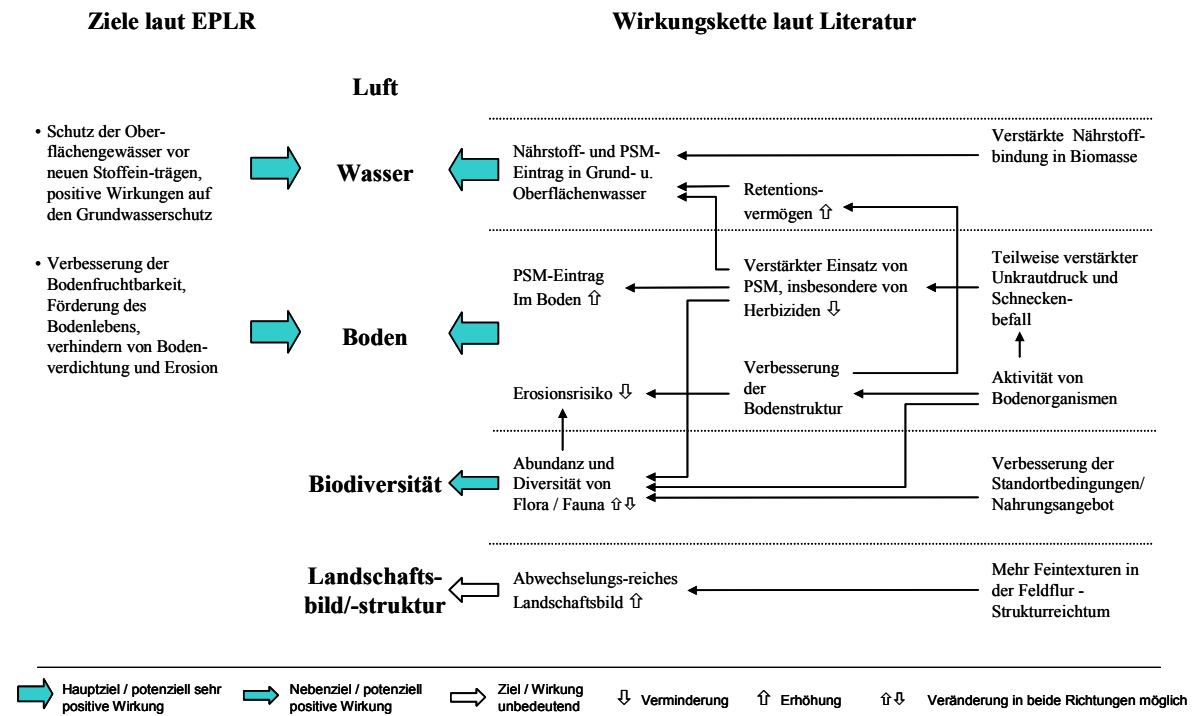 Ziele laut EPLR
Wirkungskette laut Literatur
Luft
• Schutz der Ober-
flächengewässer vor
neuen Stoffein-trägen,
positive Wirkungen auf
den Grundwasserschutz
Wasser
Nährstoff- und PSM-
Eintrag in Grund- u.
Oberflächenwasser
Verstärkte Nährstoff-
bindung in Biomasse
Retentions-
vermögen ⇧
• Verbesserung der
Bodenfruchtbarkeit,
Förderung des
Bodenlebens,
verhindern von Boden-
verdichtung und Erosion
Boden
PSM-Eintrag
Im Boden ⇧
Verstärkter Einsatz von
PSM, insbesondere von
Herbiziden ⇩
Teilweise verstärkter
Unkrautdruck und
Schnecken-
befall
Erosionsrisiko ⇩
Verbesserung
der
Bodenstruktur
Aktivität von
Bodenorganismen
Biodiversität
Abundanz und
Diversität von
Flora / Fauna ⇧⇩
Verbesserung der
Standortbedingungen/
Nahrungsangebot
Landschafts-
bild/-struktur
Abwechselungs-reiches
Landschaftsbild ⇧
Mehr Feintexturen in
der Feldflur -
Strukturreichtum
Hauptziel / potenziell sehr
positive Wirkung
Nebenziel / potenziell
positive Wirkung
Ziel / Wirkung
unbedeutend
⇩ Verminderung
⇧ Erhöhung
⇧⇩ Veränderung in beide Richtungen möglich